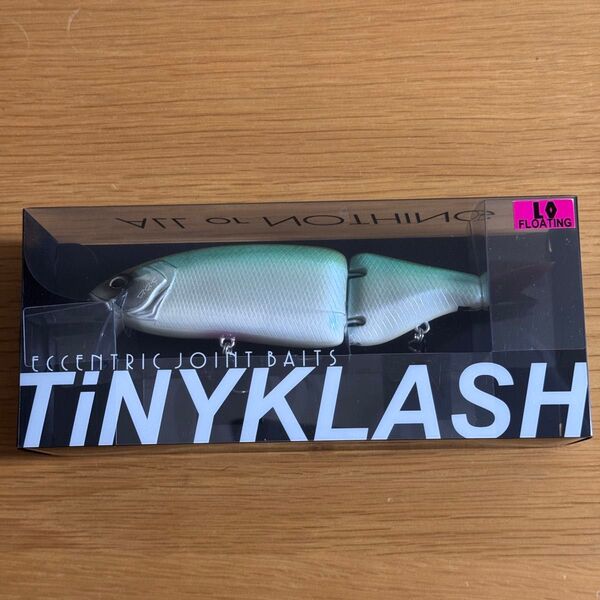 ALL or NOTHING
LO
FLOATING
ECCENTRIC JOINT BAITS
TiNYKLASH